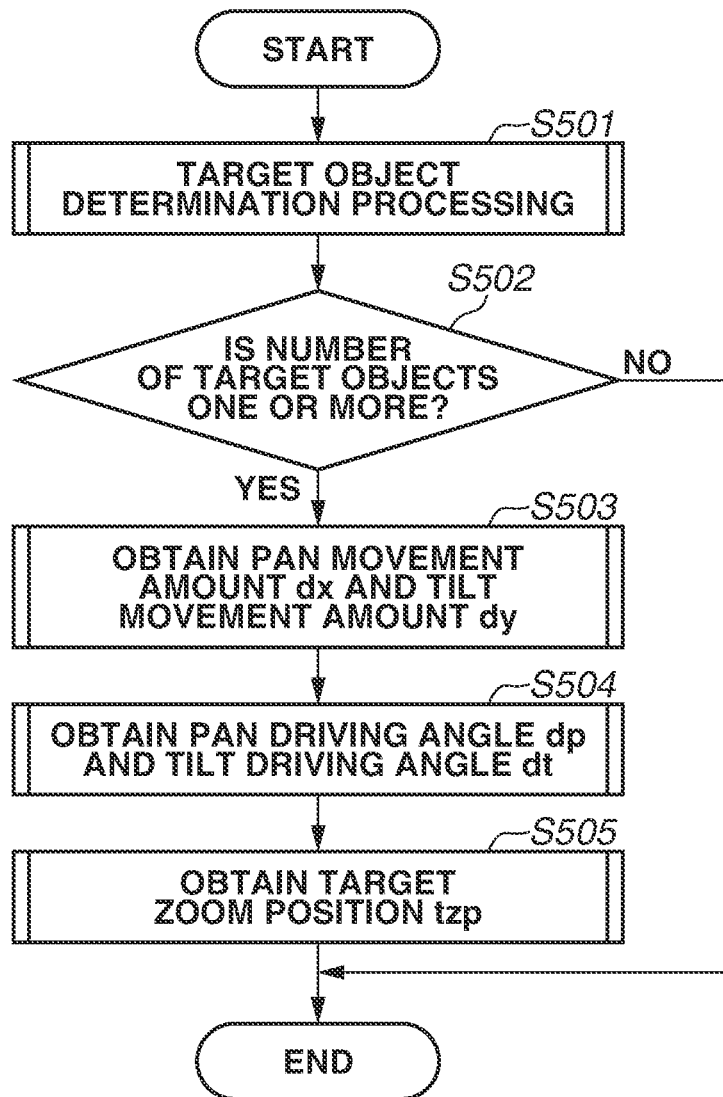 START
S501
TARGET OBJECT
DETERMINATION PROCESSING
S502
IS NUMBER
OF TARGET OBJECTS
ONE OR MORE?
NO
YES
S503
OBTAIN PAN MOVEMENT
AMOUNT dx AND TILT
MOVEMENT AMOUNT dy
S504
OBTAIN PAN DRIVING ANGLE dp
AND TILT DRIVING ANGLE dt
S505
OBTAIN TARGET
ZOOM POSITION tzp
END